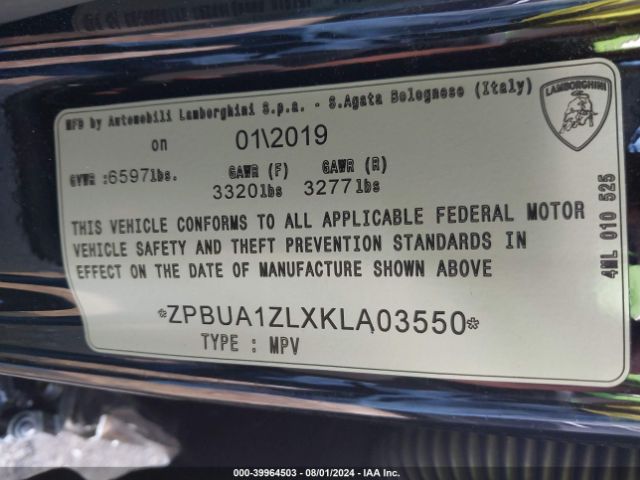 MFD by Automobili Lamborghini S.p.a. - S.Agata Bolognese (Italy)
on 01\2019
GVWR :6597lbs. GAWR (F) GAWR (R)
3320lbs 3277lbs
THIS VEHICLE CONFORMS TO ALL APPLICABLE FEDERAL MOTOR
VEHICLE SAFETY AND THEFT PREVENTION STANDARDS IN
EFFECT ON THE DATE OF MANUFACTURE SHOWN ABOVE
*ZPBUA1ZLXKLA03550*
TYPE : MPV
LAMBORGHINI
4ML 010 525
000-39964503 - 08/01/2024 - IAA Inc.